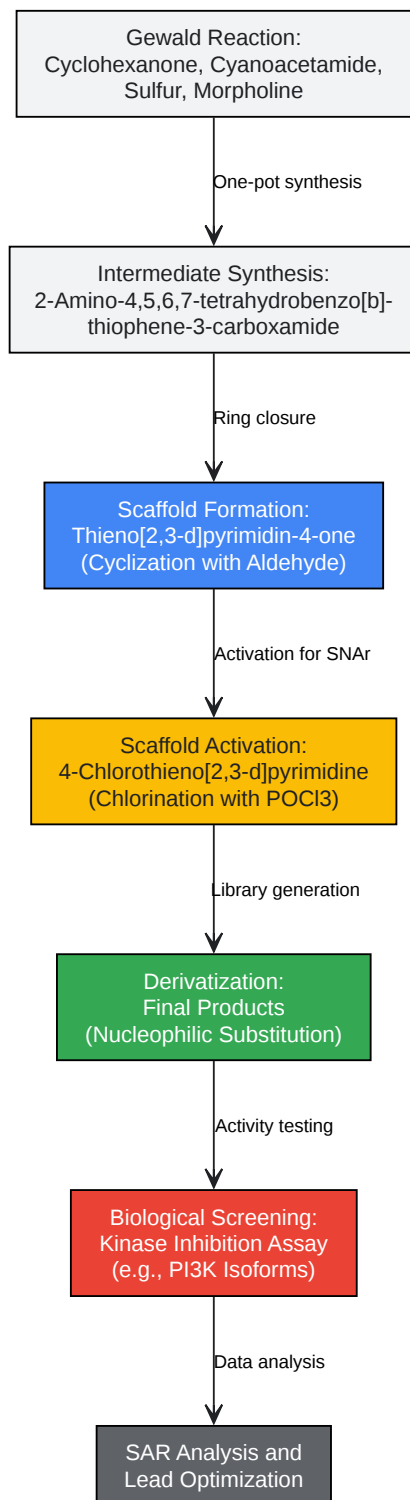 Gewald Reaction:
Cyclohexanone, Cyanoacetamide,
Sulfur, Morpholine
One-pot synthesis
Intermediate Synthesis:
2-Amino-4,5,6,7-tetrahydrobenzo[b]-
thiophene-3-carboxamide
Ring closure
Scaffold Formation:
Thieno[2,3-d]pyrimidin-4-one
(Cyclization with Aldehyde)
Activation for SNAr
Scaffold Activation:
4-Chlorothieno[2,3-d]pyrimidine
(Chlorination with POCl3)
Library generation
Derivatization:
Final Products
(Nucleophilic Substitution)
Activity testing
Biological Screening:
Kinase Inhibition Assay
(e.g., PI3K Isoforms)
Data analysis
SAR Analysis and
Lead Optimization